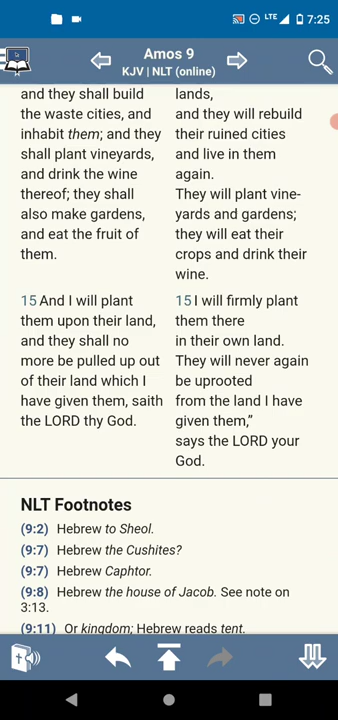 LTE 7:25
Amos 9
KJV | NLT (online)
and they shall build
the waste cities, and
inhabit them; and they
shall plant vineyards,
and drink the wine
thereof; they shall
also make gardens,
and eat the fruit of
them.
lands,
and they will rebuild
their ruined cities
and live in them
again.
They will plant vine-
yards and gardens;
they will eat their
crops and drink their
wine.
15 And I will plant
them upon their land,
and they shall no
more be pulled up out
of their land which I
have given them, saith
the LORD thy God.
15 I will firmly plant
them there
in their own land.
They will never again
be uprooted
from the land I have
given them,”
says the LORD your
God.
NLT Footnotes
(9:2) Hebrew to Sheol.
(9:7) Hebrew the Cushites?
(9:7) Hebrew Caphtor.
(9:8) Hebrew the house of Jacob. See note on
3:13.
(9:11) Or kingdom; Hebrew reads tent.